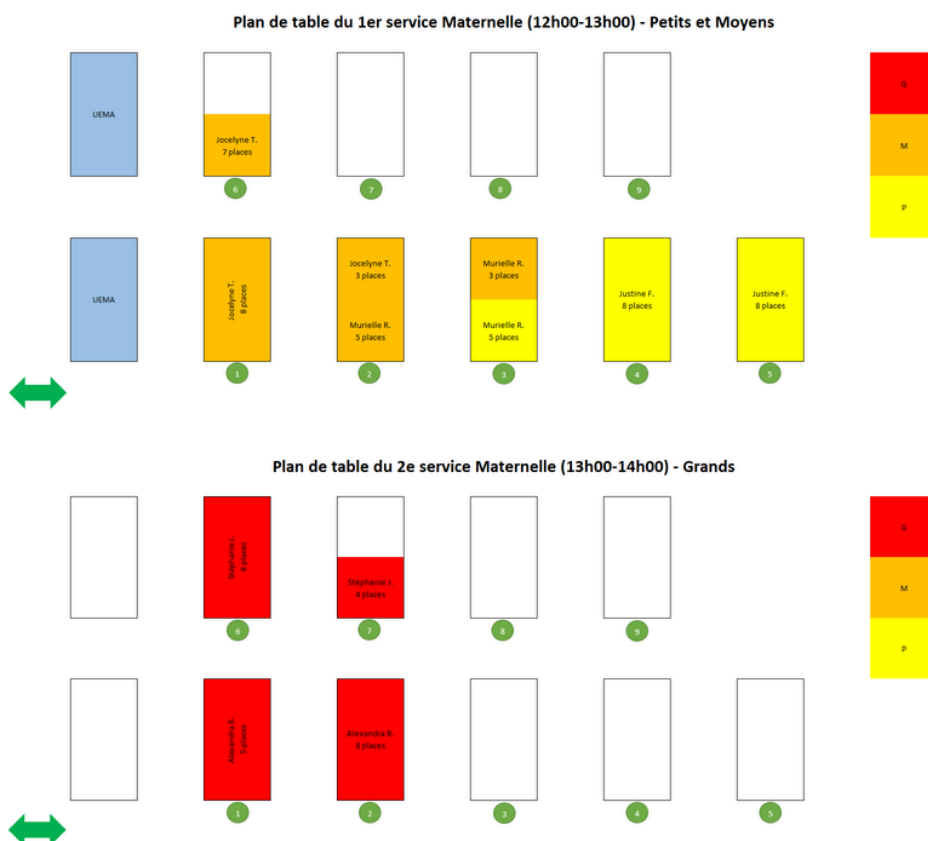 Plan de table du 1er service Maternelle (12h00-13h00) - Petits et Moyens
UEMA
Jocelyne T.
7 places
G
M
P
6
7
8
9
UEMA
Jocelyne T.
8 places
Jocelyne T.
3 places
Murielle R.
5 places
Murielle R.
3 places
Murielle R.
5 places
Justine F.
8 places
Justine F.
8 places
1
2
3
4
5
Plan de table du 2e service Maternelle (13h00-14h00) - Grands
Stéphanie J.
8 places
Stéphanie J.
4 places
G
M
P
6
7
8
9
Alexandra B.
5 places
Alexandra B.
8 places
1
2
3
4
5